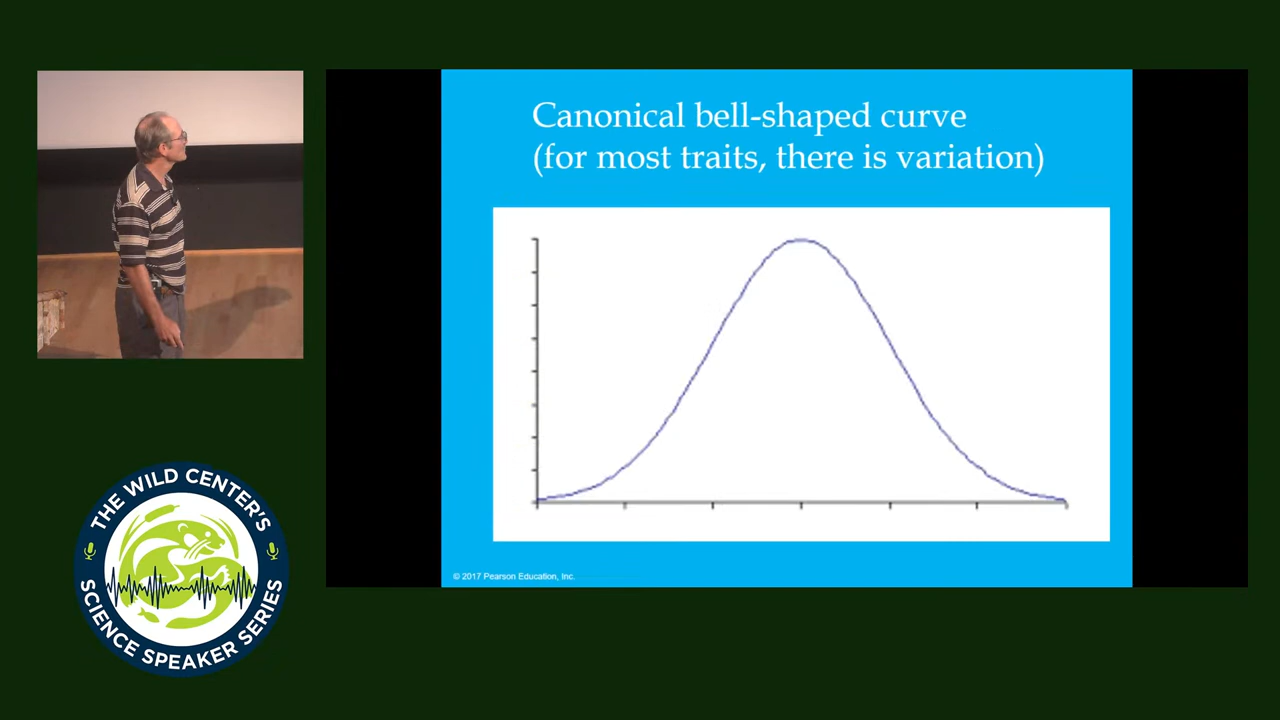 Canonical bell-shaped curve
(for most traits, there is variation)
© 2017 Pearson Education, Inc.
THE WILD CENTER'S
SCIENCE SPEAKER SERIES